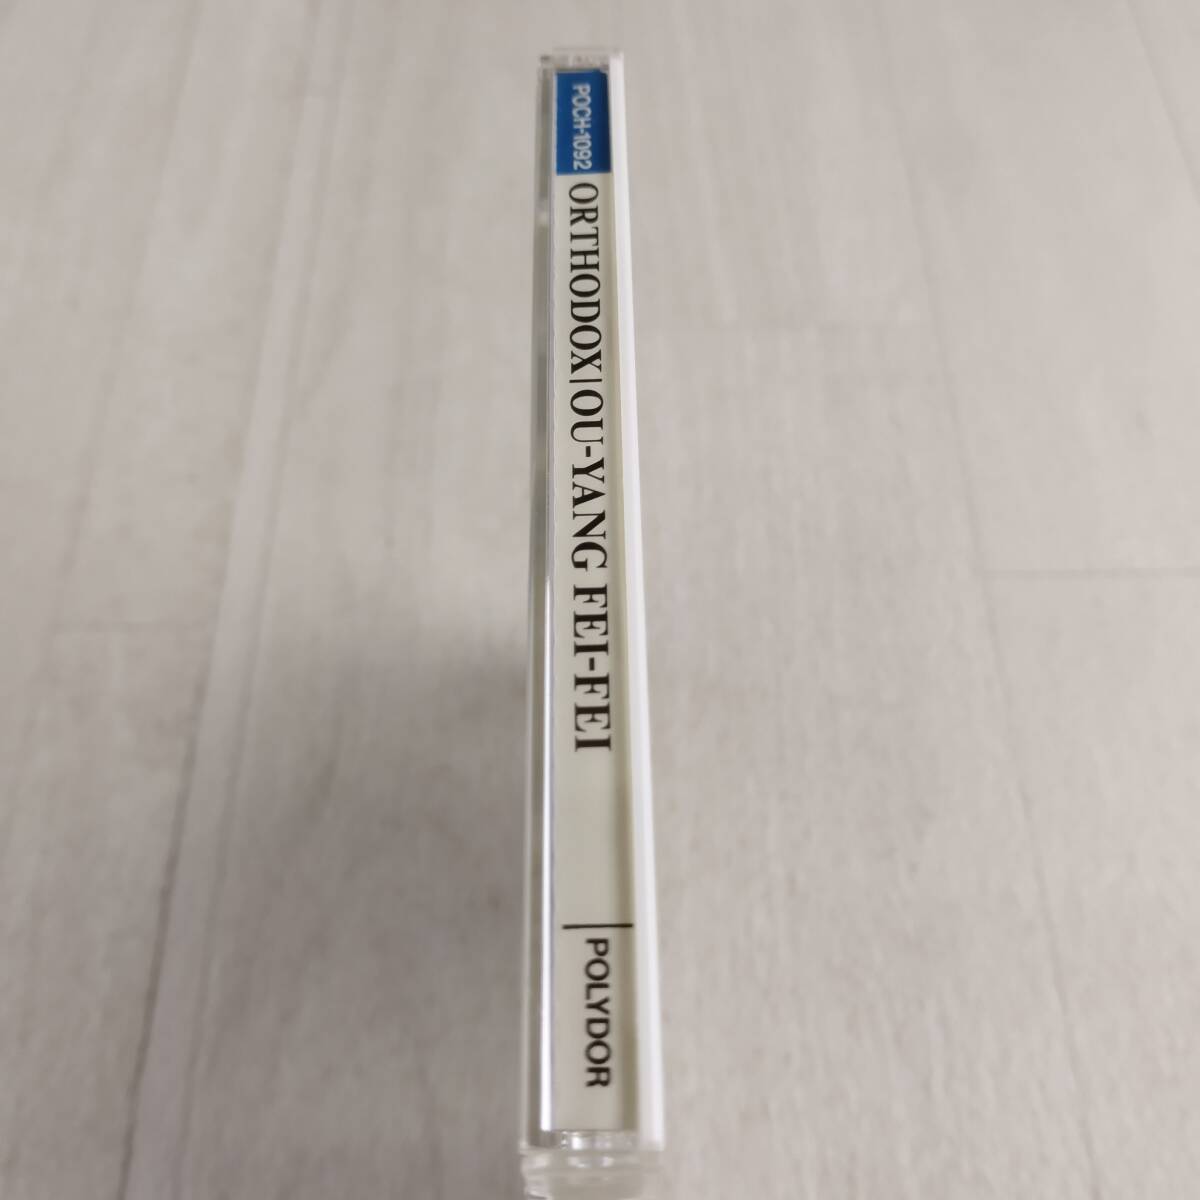 POCH-1092
ORTHODOX|OU-YANG FEI-FEI
POLYDOR